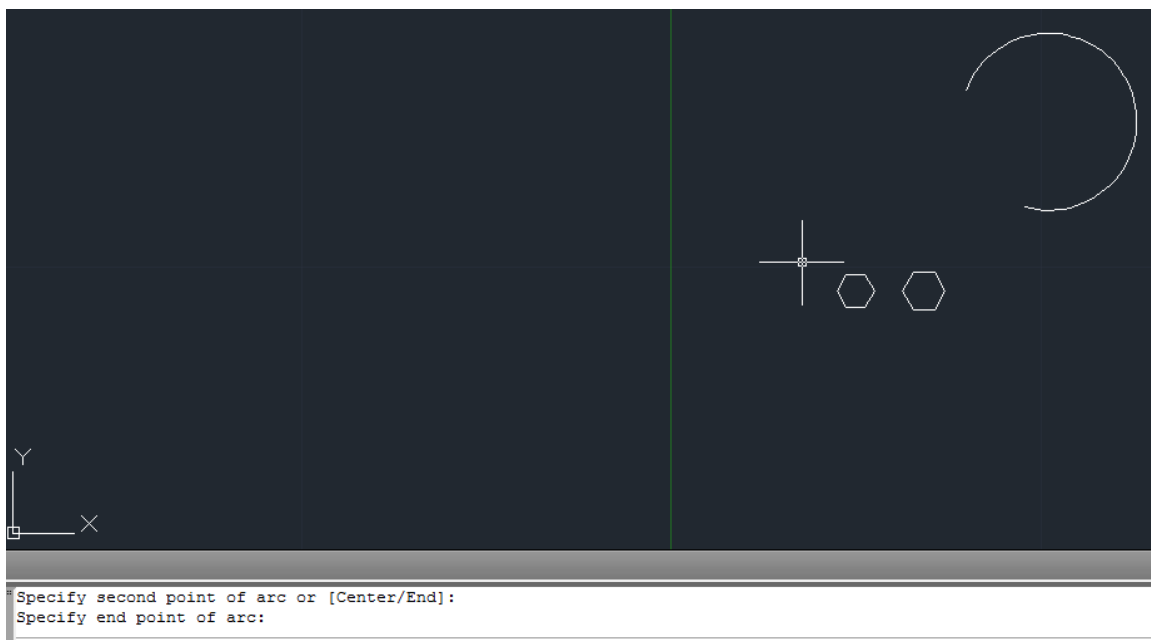 Y
X
Specify second point of arc or [Center/End]:
Specify end point of arc: